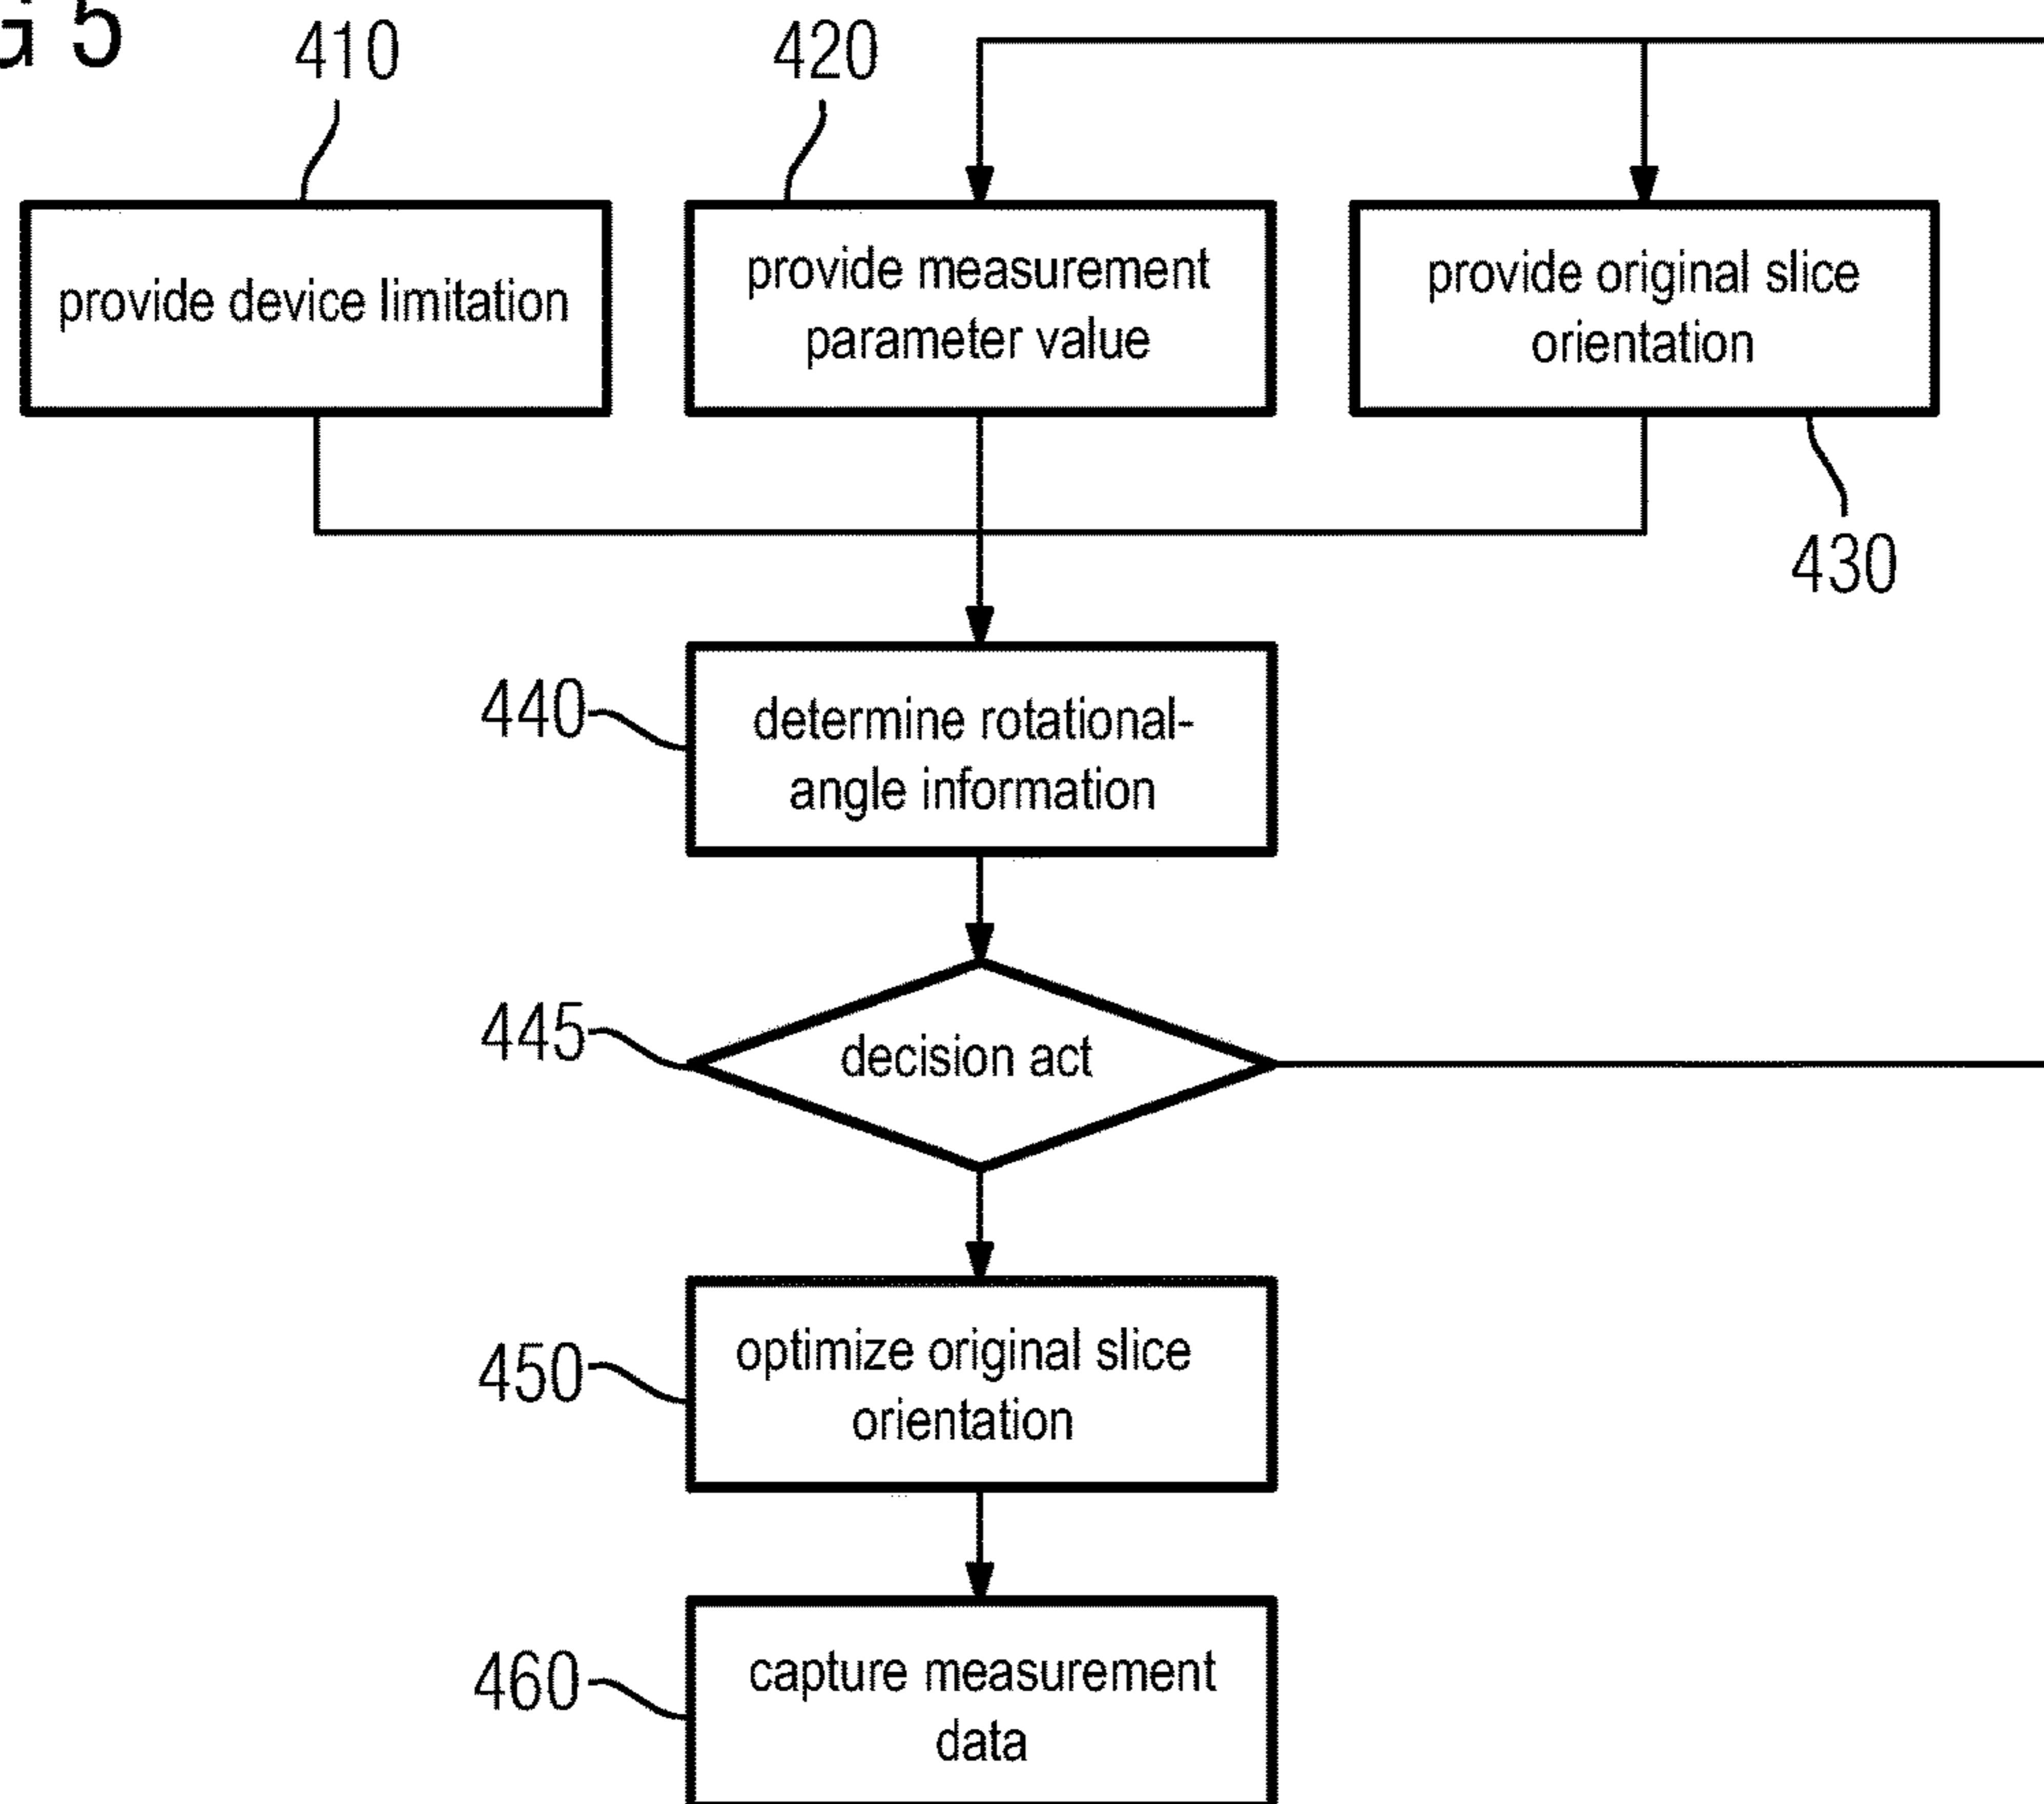 G 5
410
420
provide device limitation
provide measurement
parameter value
provide original slice
orientation
430
440
determine rotational-
angle information
445
decision act
450
optimize original slice
orientation
460
capture measurement
data